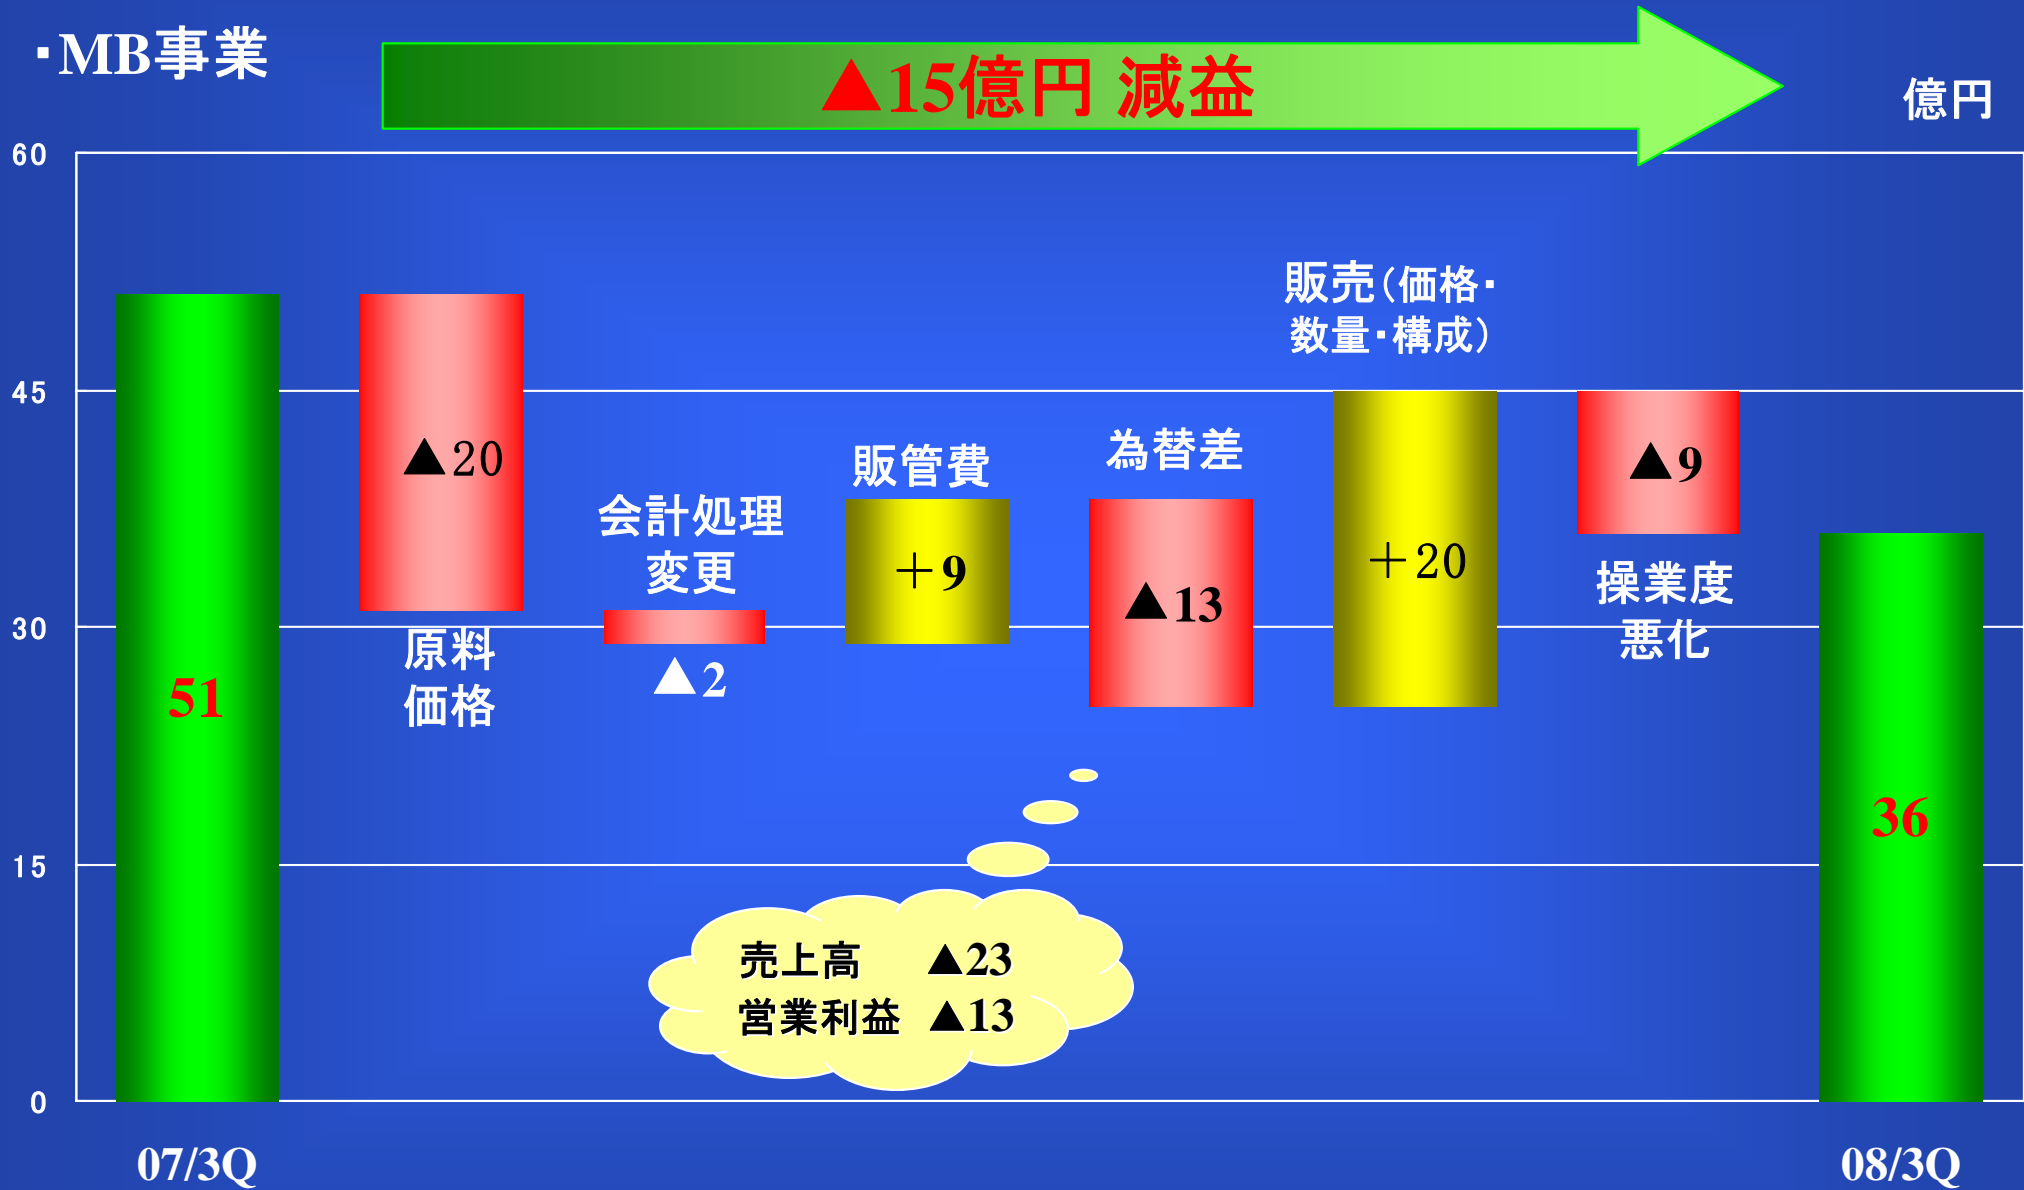 ・MB事業
▲15億円 減益
億円
60
45
30
15
0
51
▲20
原料
価格
会計処理
変更
▲2
販管費
＋9
為替差
▲13
販売（価格・
数量・構成）
＋20
▲9
操業度
悪化
36
売上高 ▲23
営業利益 ▲13
07/3Q
08/3Q